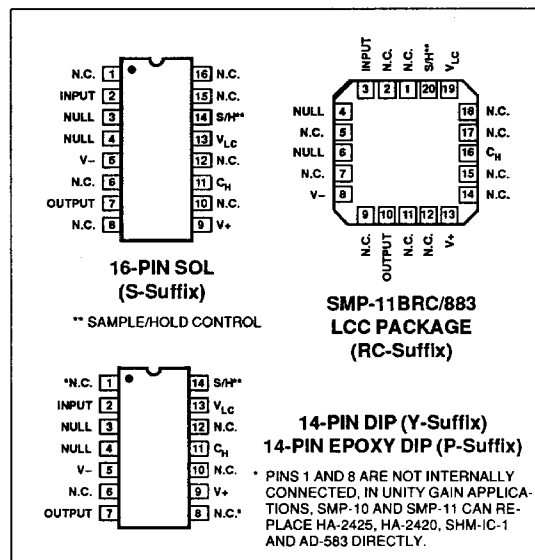 N.C. 1 16 N.C.
INPUT 2 15 N.C.
NULL 3 14 S/H**
NULL 4 13 VLC
V– 5 12 N.C.
N.C. 6 11 CH
OUTPUT 7 10 N.C.
N.C. 8 9 V+
16-PIN SOL
(S-Suffix)
** SAMPLE/HOLD CONTROL
INPUT N.C. N.C. S/H** VLC
3 2 1 20 19
NULL 4 18 N.C.
N.C. 5 17 N.C.
NULL 6 16 CH
N.C. 7 15 N.C.
V– 8 14 N.C.
9 10 11 12 13
N.C. OUTPUT N.C. N.C. V+
SMP-11BRC/883
LCC PACKAGE
(RC-Suffix)
*N.C. 1 14 S/H**
INPUT 2 13 VLC
NULL 3 12 N.C.
NULL 4 11 CH
V– 5 10 N.C.
N.C. 6 9 V+
OUTPUT 7 8 N.C.*
14-PIN DIP (Y-Suffix)
14-PIN EPOXY DIP (P-Suffix)
* PINS 1 AND 8 ARE NOT INTERNALLY
CONNECTED, IN UNITY GAIN APPLICA-
TIONS, SMP-10 AND SMP-11 CAN RE-
PLACE HA-2425, HA-2420, SHM-IC-1
AND AD-583 DIRECTLY.